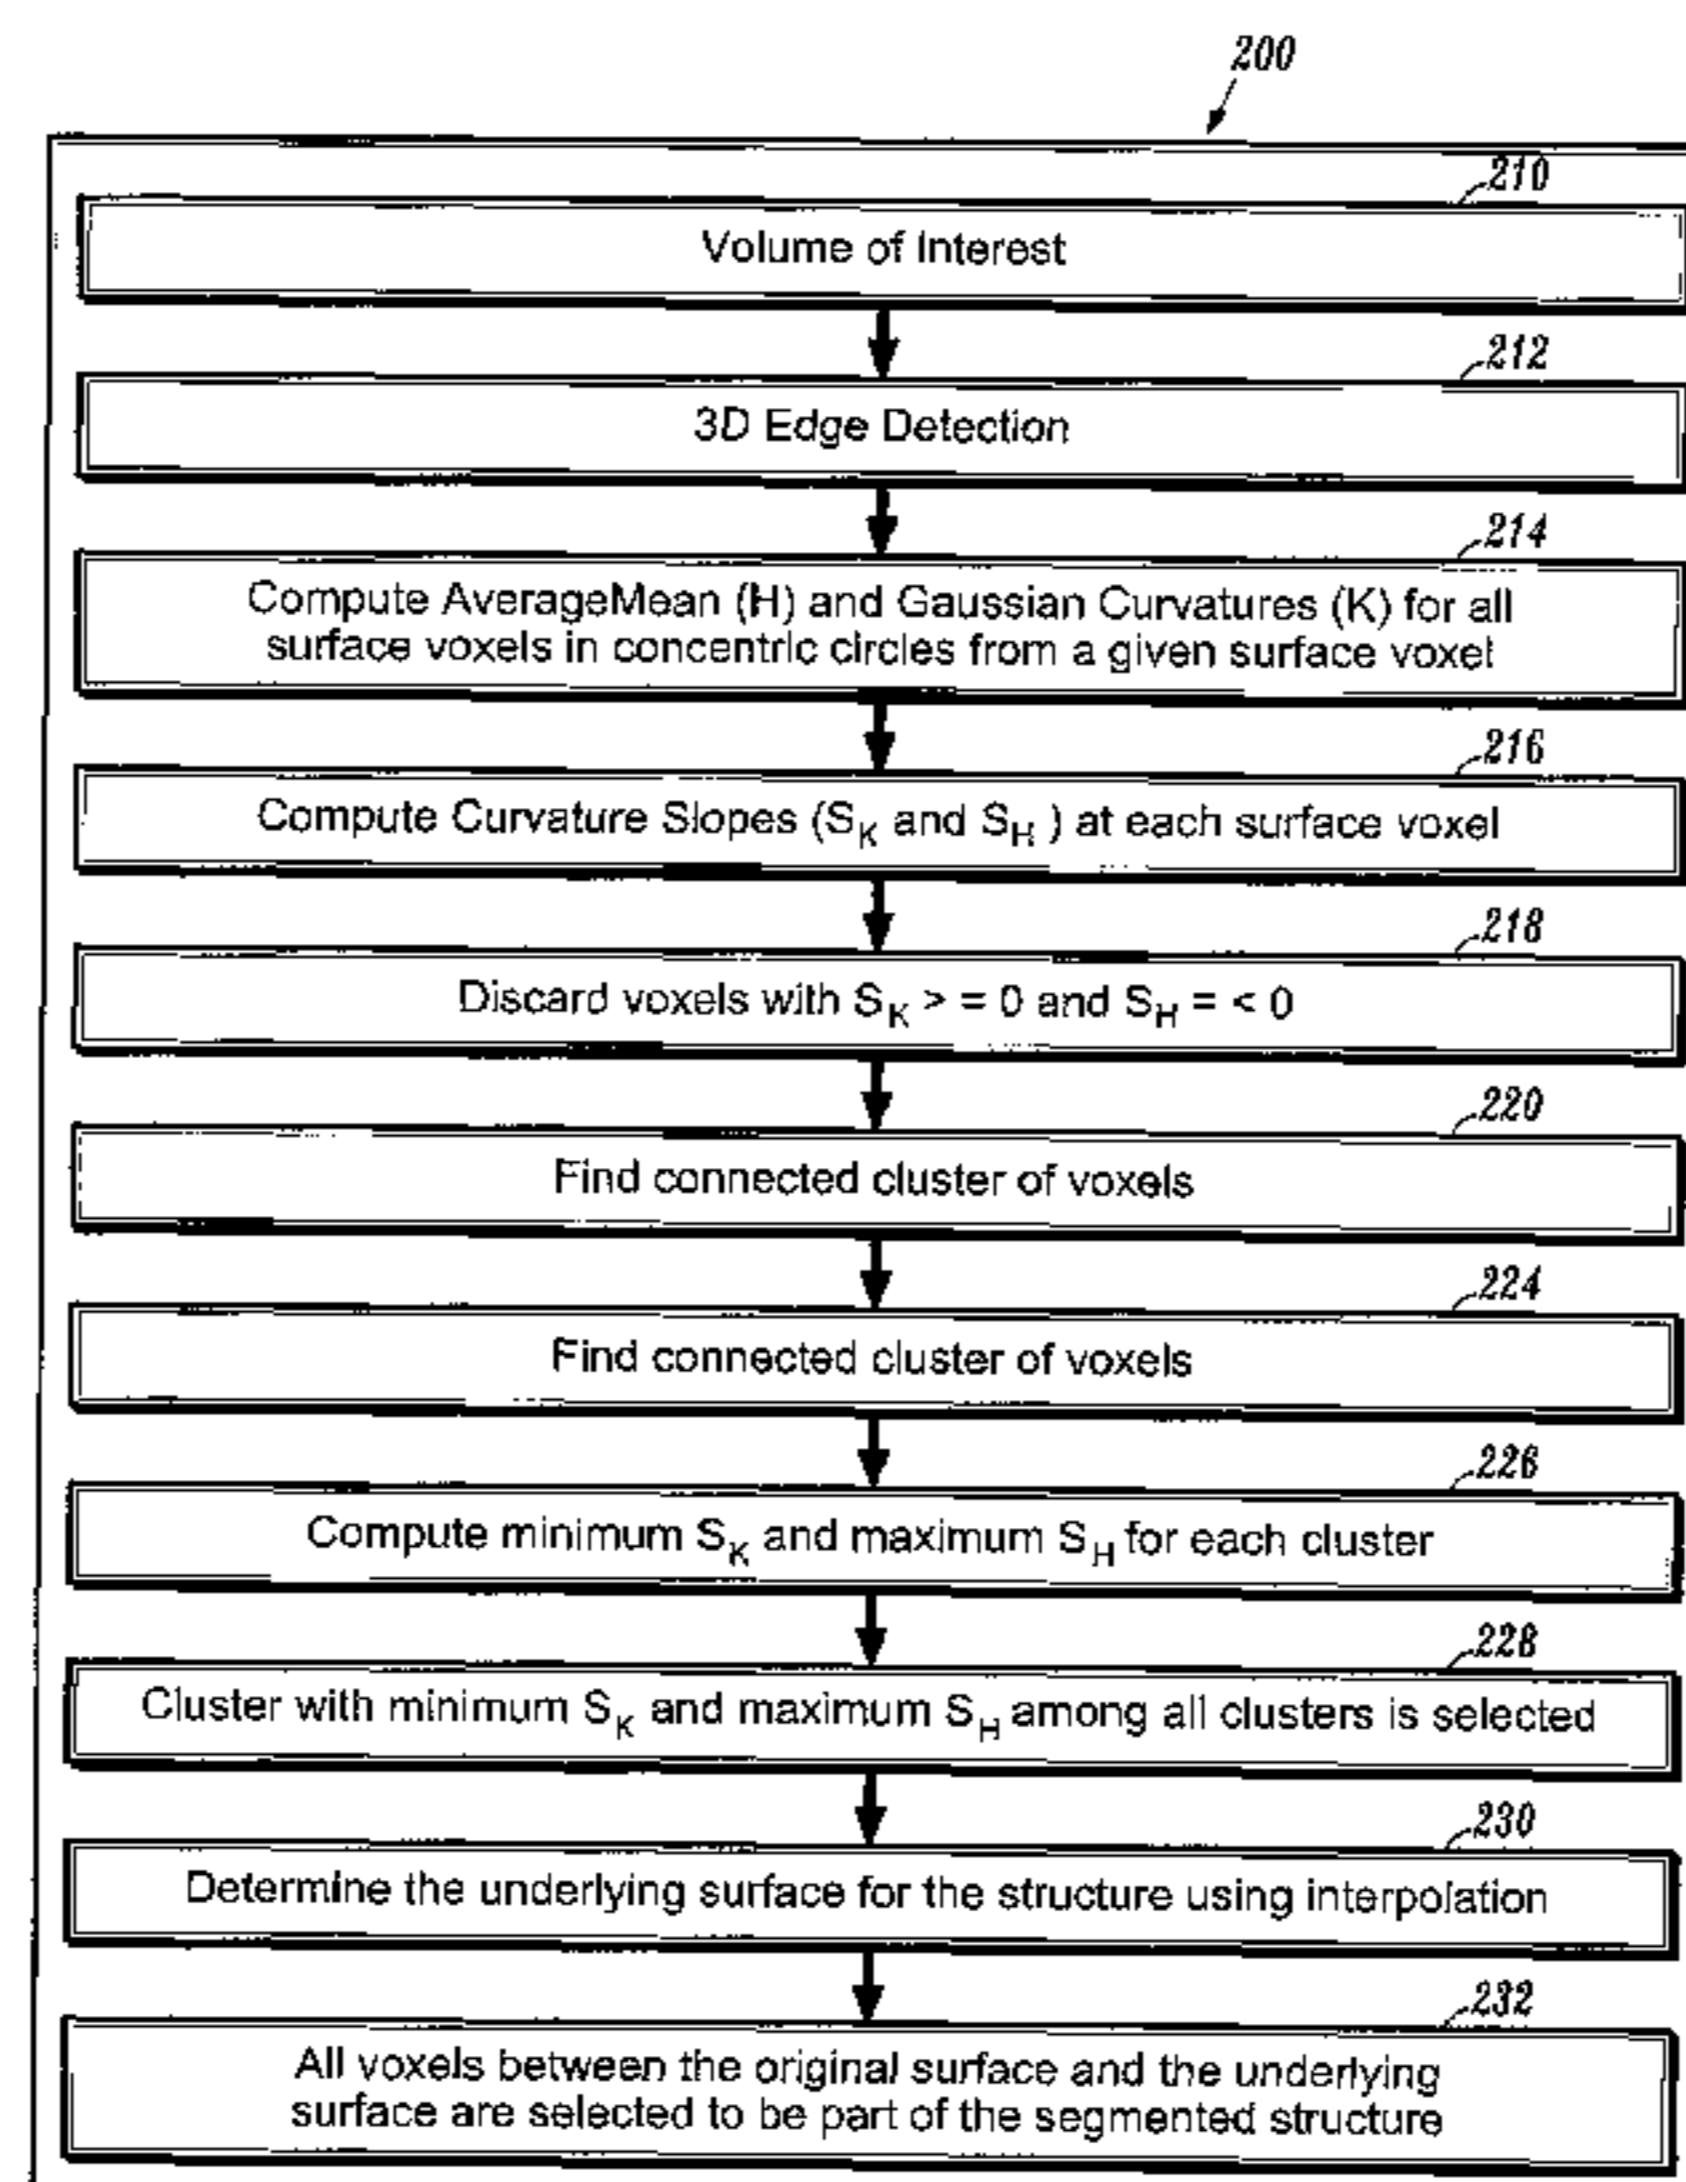 200
210
Volume of Interest
212
3D Edge Detection
214
Compute AverageMean (H) and Gaussian Curvatures (K) for all
surface voxels in concentric circles from a given surface voxel
216
Compute Curvature Slopes (SK and SH ) at each surface voxel
218
Discard voxels with SK > = 0 and SH = < 0
220
Find connected cluster of voxels
224
Find connected cluster of voxels
226
Compute minimum SK and maximum SH for each cluster
228
Cluster with minimum SK and maximum SH among all clusters is selected
230
Determine the underlying surface for the structure using interpolation
232
All voxels between the original surface and the underlying
surface are selected to be part of the segmented structure